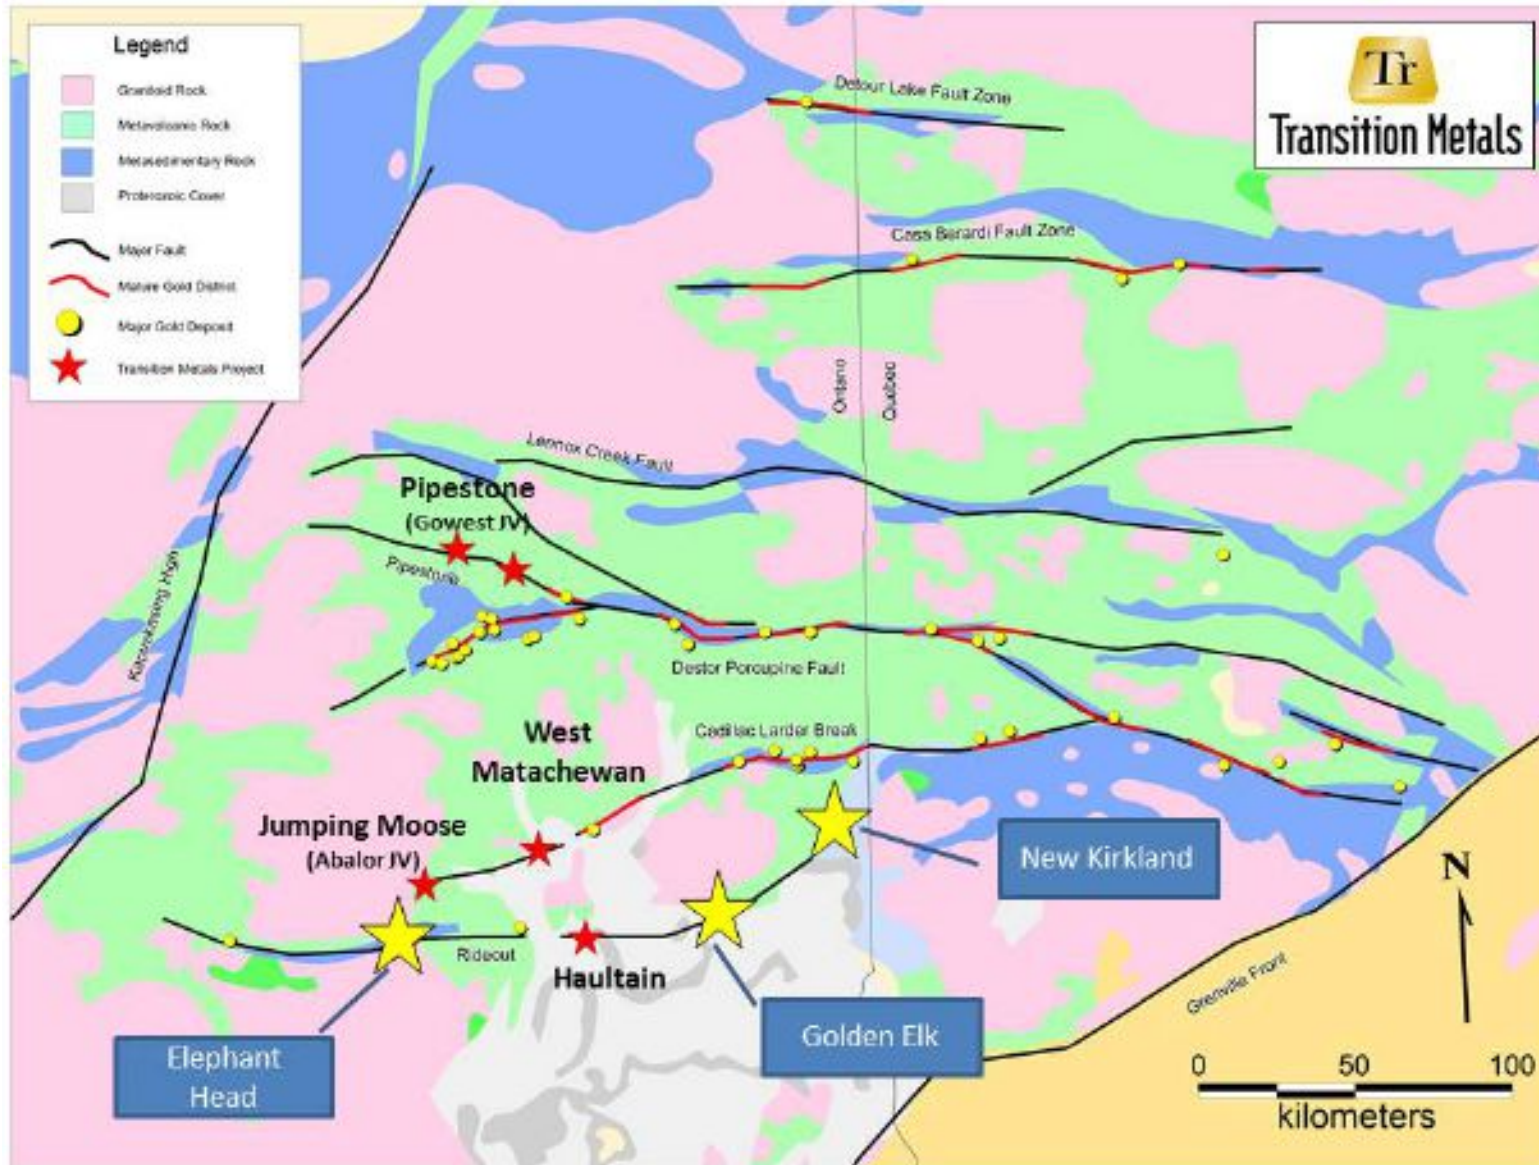 Legend
Granitoid Rock
Metavolcanic Rock
Metasedimentary Rock
Proterozoic Cover
Major Fault
Mature Gold District
Major Gold Deposit
Transition Metals Project
Tr
Transition Metals
Detour Lake Fault Zone
Casa Berardi Fault Zone
Ontario
Quebec
Lennox Creek Fault
Pipestone
(Gowest JV)
Pipestone
Kapuskasing High
Destor Porcupine Fault
Cadillac Larder Break
West
Matachewan
Jumping Moose
(Abalor JV)
New Kirkland
N
Rideout
Haultain
Grenville Front
Golden Elk
Elephant
Head
0 50 100
kilometers